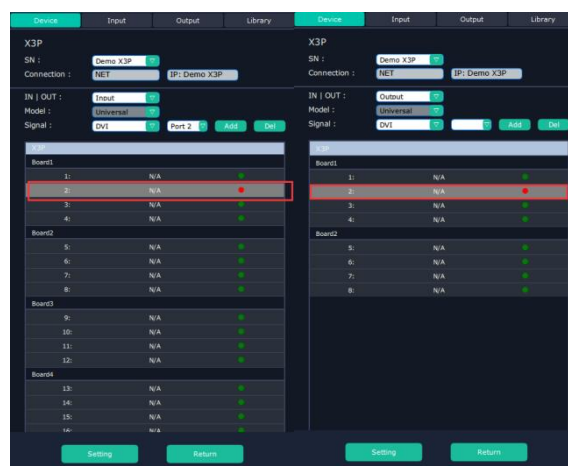 Device Input Output Library
X3P
SN : Demo X3P
Connection : NET IP: Demo X3P
IN | OUT : Input
Model : Universal
Signal : DVI Port 2 Add Del
X3P
Board1
1: N/A
2: N/A
3: N/A
4: N/A
Board2
5: N/A
6: N/A
7: N/A
8: N/A
Board3
9: N/A
10: N/A
11: N/A
12: N/A
Board4
13: N/A
14: N/A
15: N/A
16: N/A
Setting Return
Device Input Output Library
X3P
SN : Demo X3P
Connection : NET IP: Demo X3P
IN | OUT : Output
Model : Universal
Signal : DVI Add Del
X3P
Board1
1: N/A
2: N/A
3: N/A
4: N/A
Board2
5: N/A
6: N/A
7: N/A
8: N/A
Setting Return